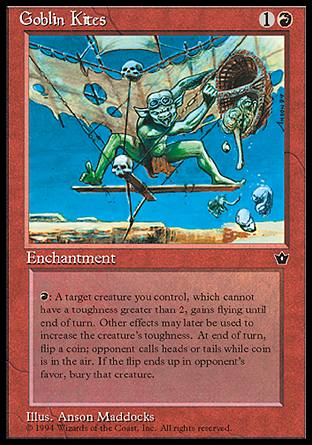 Goblin Kites 1
Enchantment
: A target creature you control, which cannot
have a toughness greater than 2, gains flying until
end of turn. Other effects may later be used to
increase the creature's toughness. At end of turn,
flip a coin; opponent calls heads or tails while coin
is in the air. If the flip ends up in opponent's
favor, bury that creature.
Illus. Anson Maddocks
© 1994 Wizards of the Coast, Inc. All rights reserved.